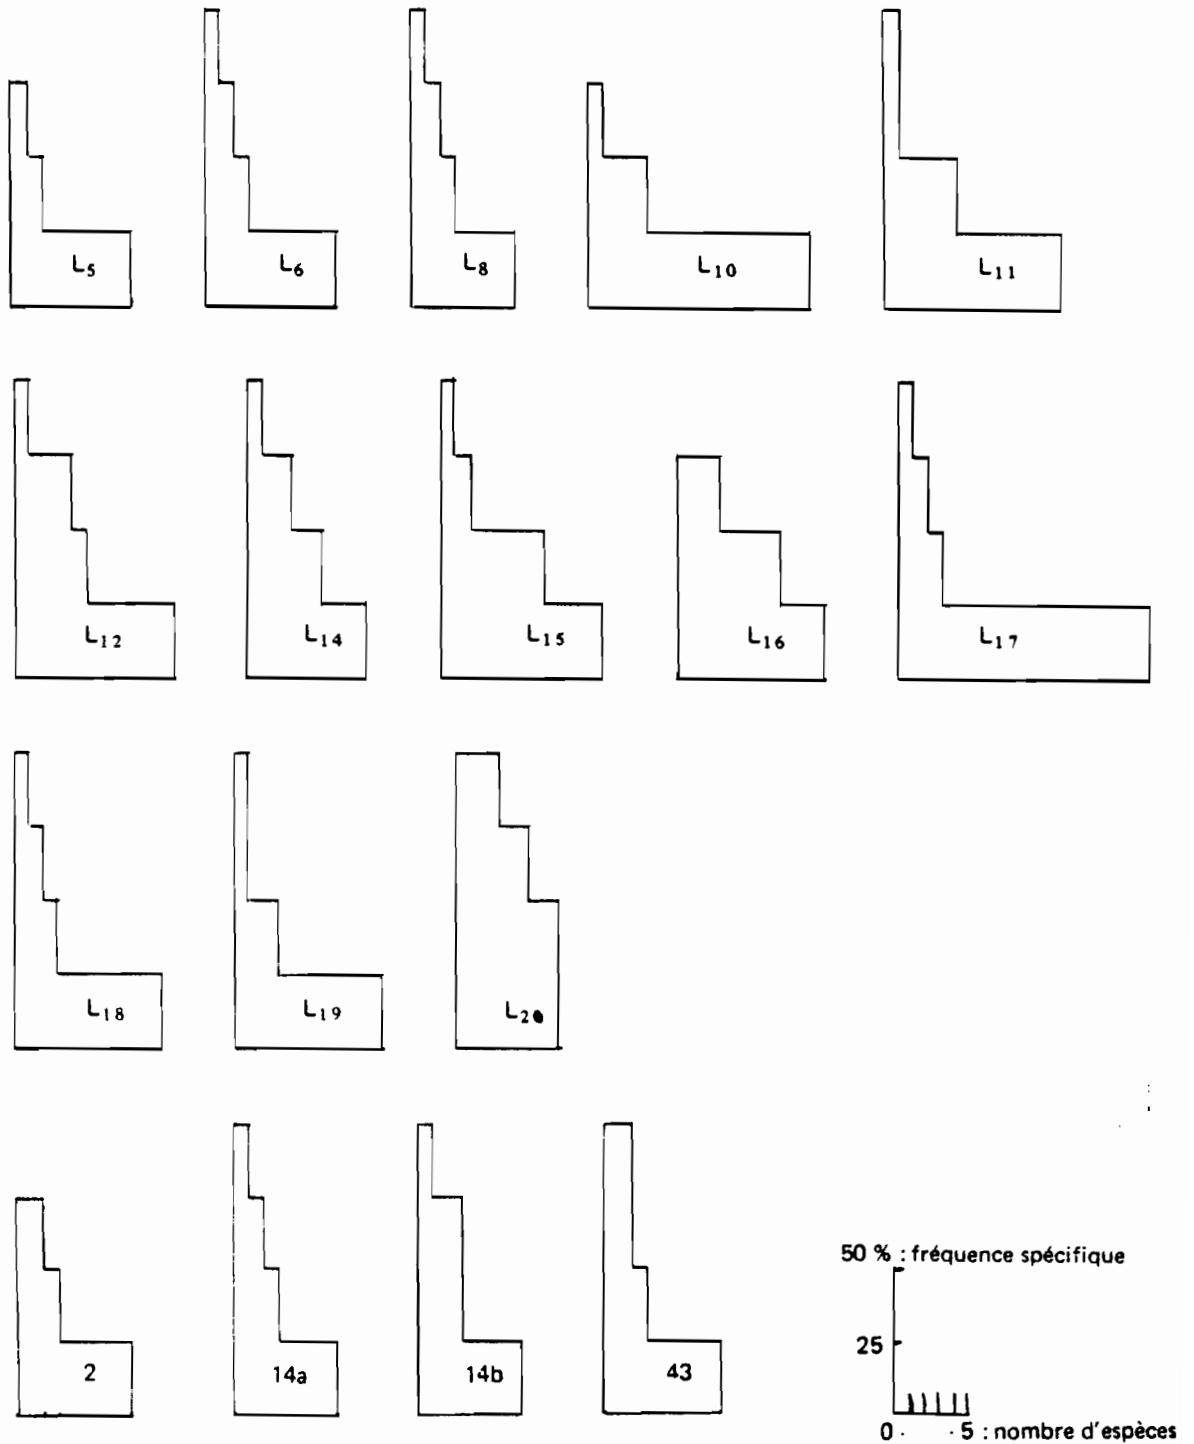 L5 L6 L8 L10 L11
L12 L14 L15 L16 L17
L18 L19 L20
2 14a 14b 43
50 % : fréquence spécifique
25
0 5 : nombre d'espèces